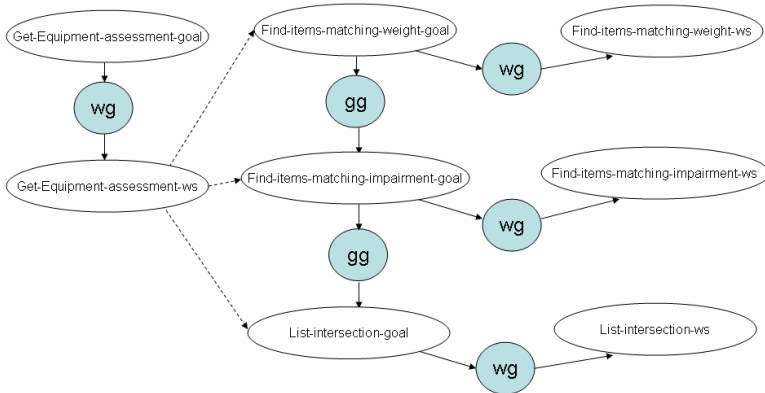 Get-Equipment-assessment-goal
Find-items-matching-weight-goal
Find-items-matching-weight-ws
wg
wg
gg
Get-Equipment-assessment-ws
Find-items-matching-impairment-goal
Find-items-matching-impairment-ws
wg
gg
List-intersection-goal
List-intersection-ws
wg